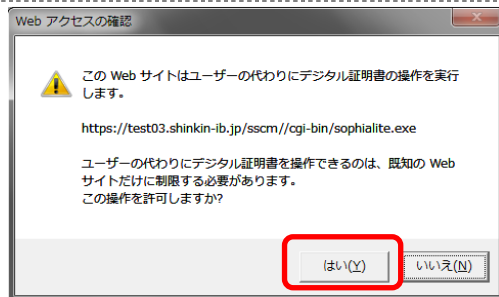 Web アクセスの確認
この Web サイトはユーザーの代わりにデジタル証明書の操作を実行
します。
https://test03.shinkin-ib.jp/sscm//cgi-bin/sophialite.exe
ユーザーの代わりにデジタル証明書を操作できるのは、既知の Web
サイトだけに制限する必要があります。
この操作を許可しますか?
はい(Y) いいえ(N)